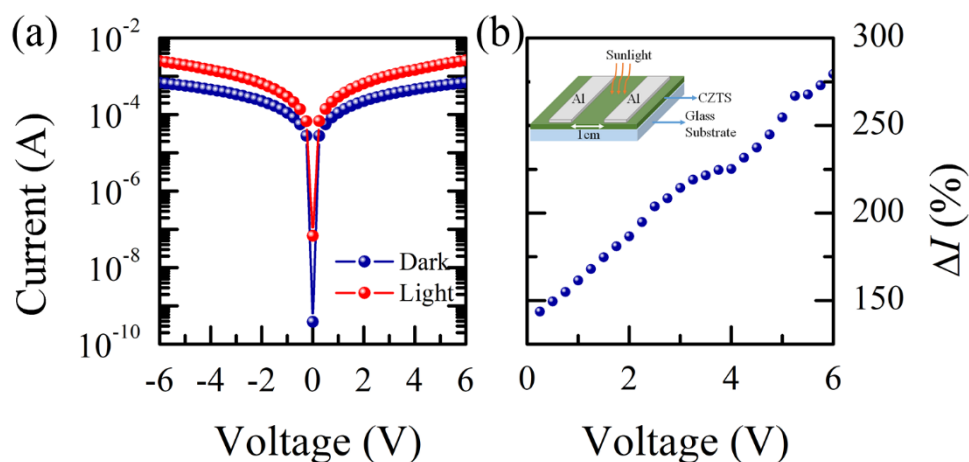 (a)
Current (A)
10⁻²
10⁻⁴
10⁻⁶
10⁻⁸
10⁻¹⁰
Dark
Light
-6 -4 -2 0 2 4 6
Voltage (V)
(b)
Sunlight
Al
Al
CZTS
Glass
Substrate
1cm
300
250
200
150
ΔI (%)
0 2 4 6
Voltage (V)